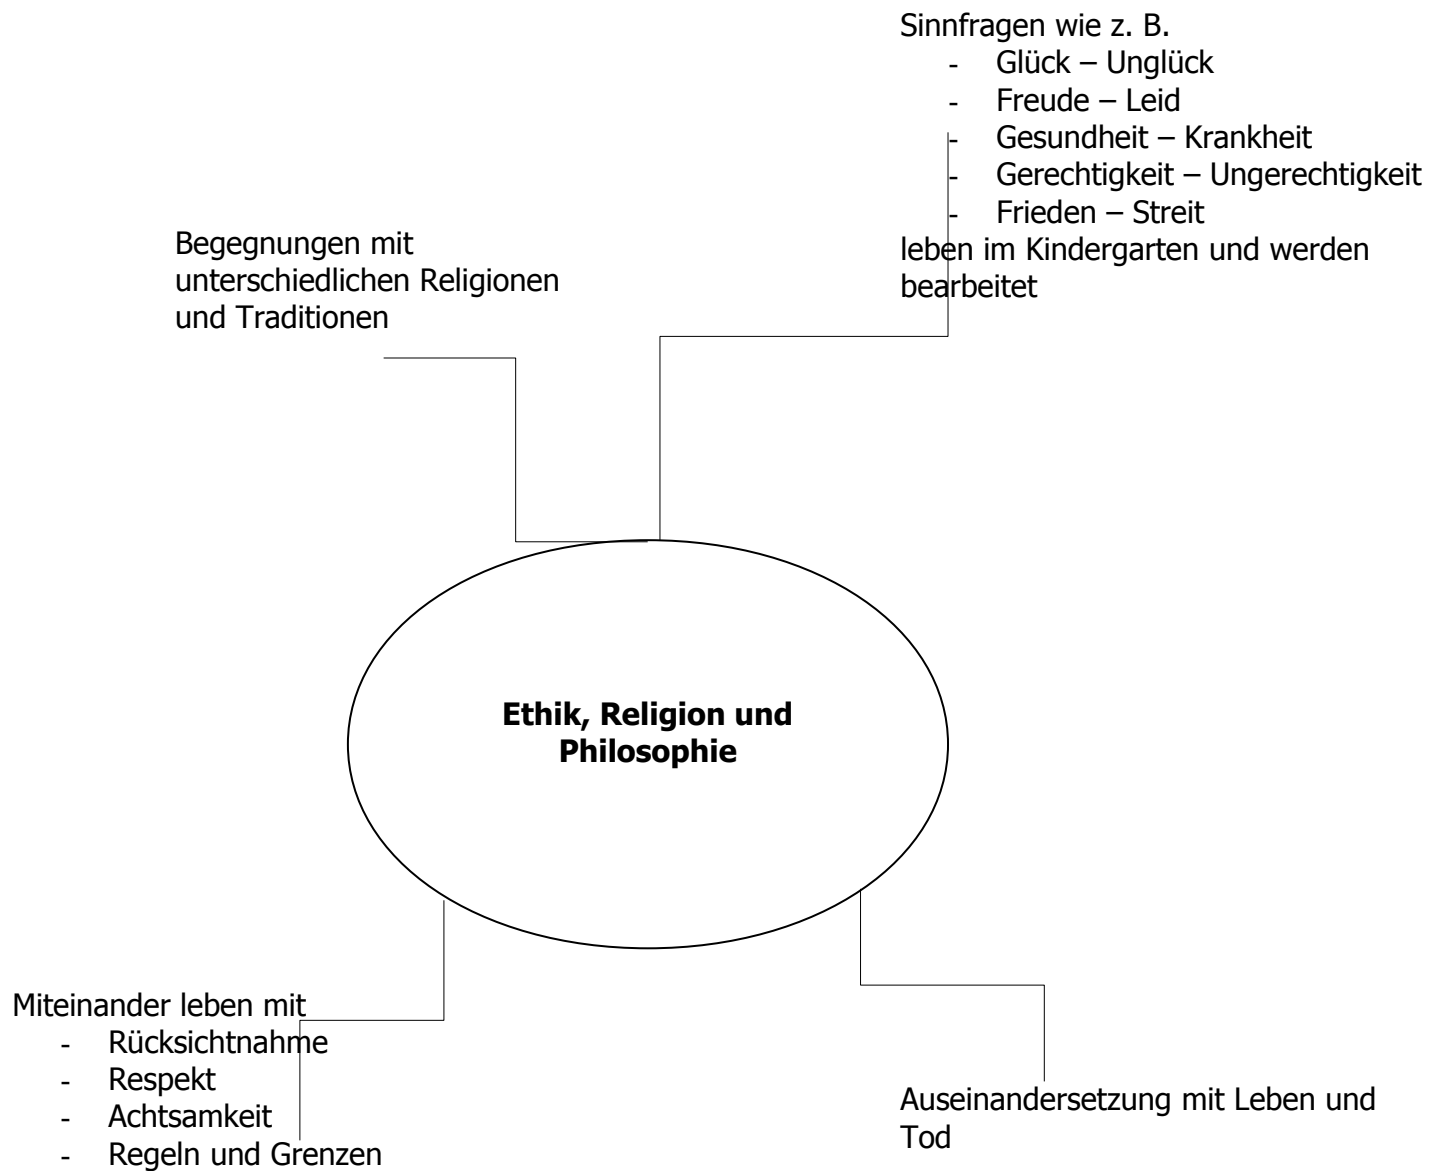 Sinnfragen wie z. B.
- Glück – Unglück
- Freude – Leid
- Gesundheit – Krankheit
- Gerechtigkeit – Ungerechtigkeit
- Frieden – Streit
leben im Kindergarten und werden
bearbeitet
Begegnungen mit
unterschiedlichen Religionen
und Traditionen
Ethik, Religion und
Philosophie
Miteinander leben mit
- Rücksichtnahme
- Respekt
- Achtsamkeit
- Regeln und Grenzen
Auseinandersetzung mit Leben und
Tod